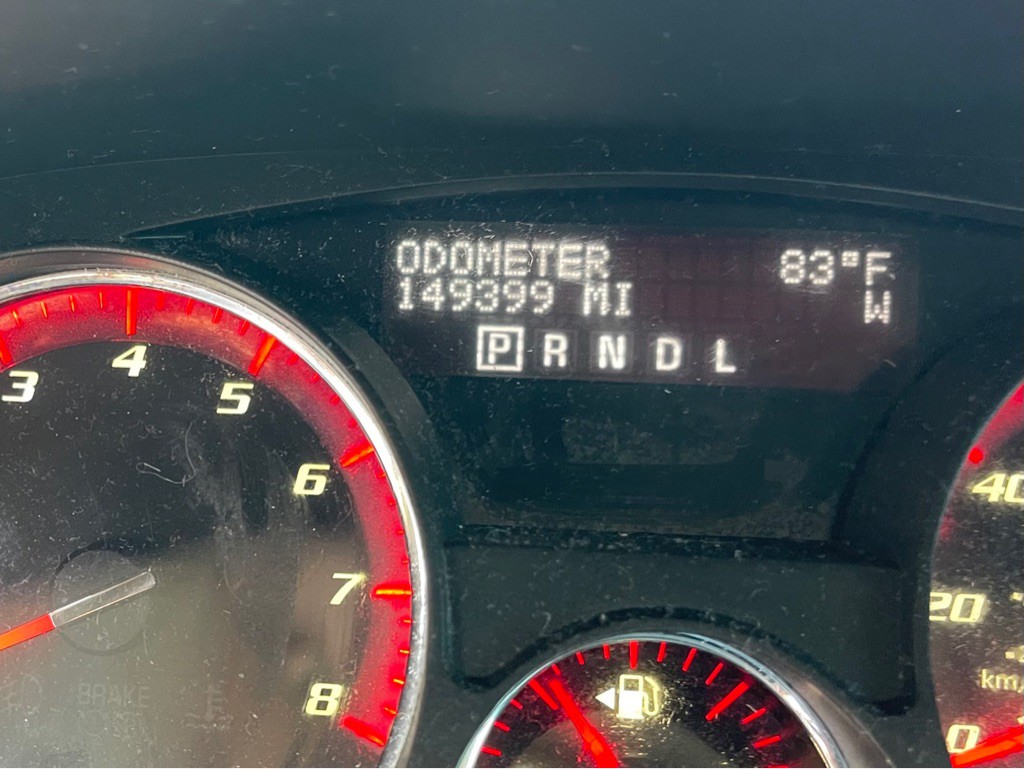 ODOMETER 83°F
149399 MI W
P R N D L
3 4 5 6 7 8
40
20
km/
0
BRAKE